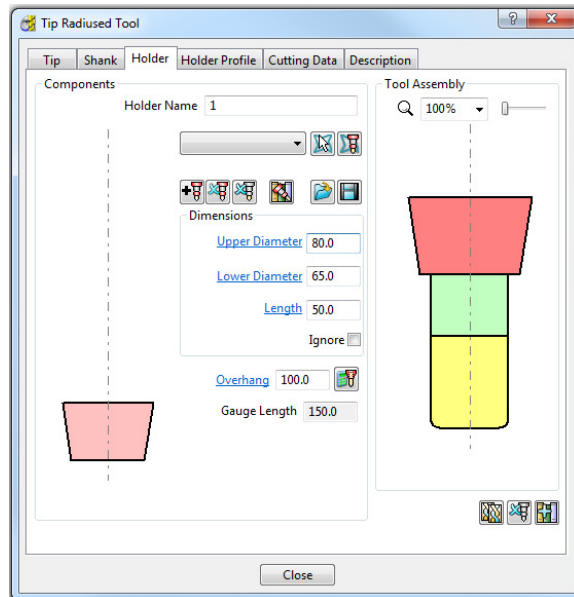 Tip Radiused Tool
Tip Shank Holder Holder Profile Cutting Data Description
Components
Holder Name 1
Dimensions
Upper Diameter 80.0
Lower Diameter 65.0
Length 50.0
Ignore
Overhang 100.0
Gauge Length 150.0
Tool Assembly
100%
Close